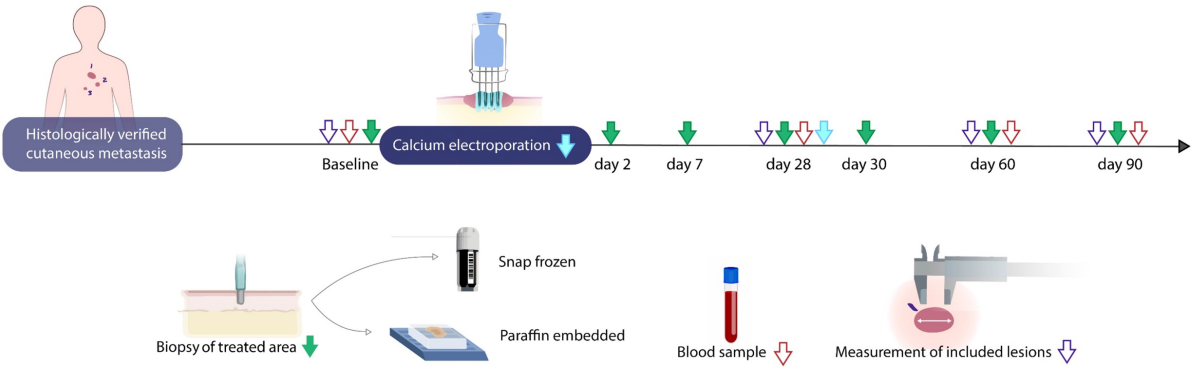 1
2
3
Histologically verified
cutaneous metastasis
Baseline
Calcium electroporation
day 2
day 7
day 28
day 30
day 60
day 90
Snap frozen
Biopsy of treated area
Paraffin embedded
Blood sample
Measurement of included lesions